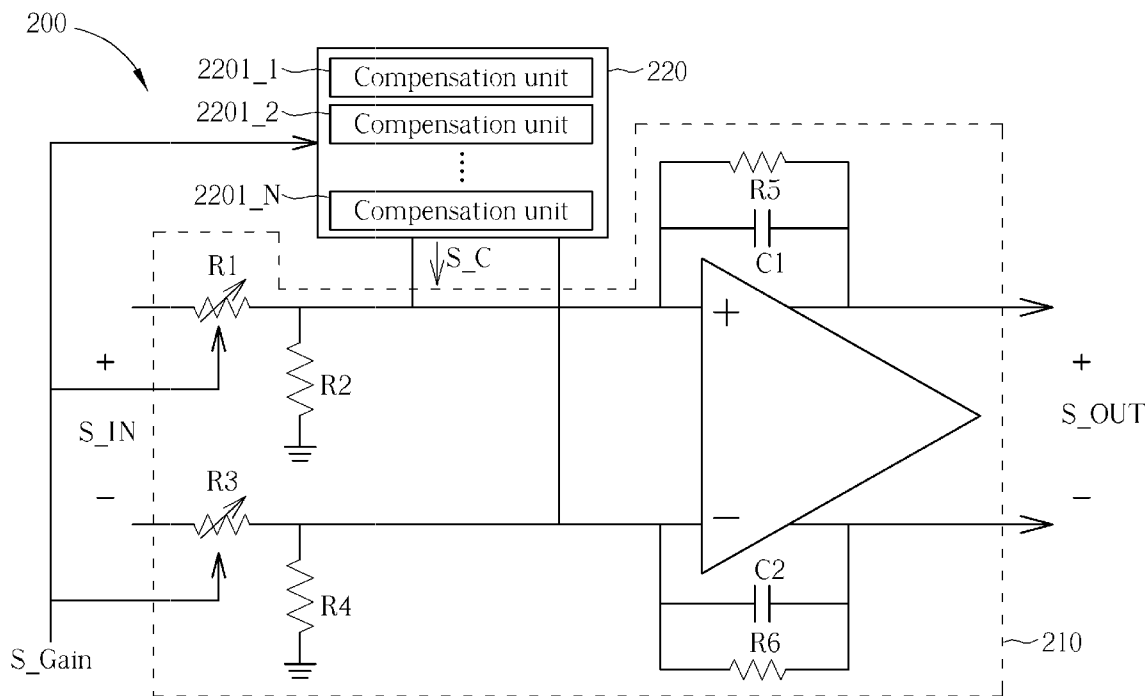 200
2201_1
Compensation unit
220
2201_2
Compensation unit
2201_N
Compensation unit
S_C
R5
C1
R1
+
R2
+
+
S_IN
S_OUT
R3
−
−
−
R4
C2
R6
S_Gain
210